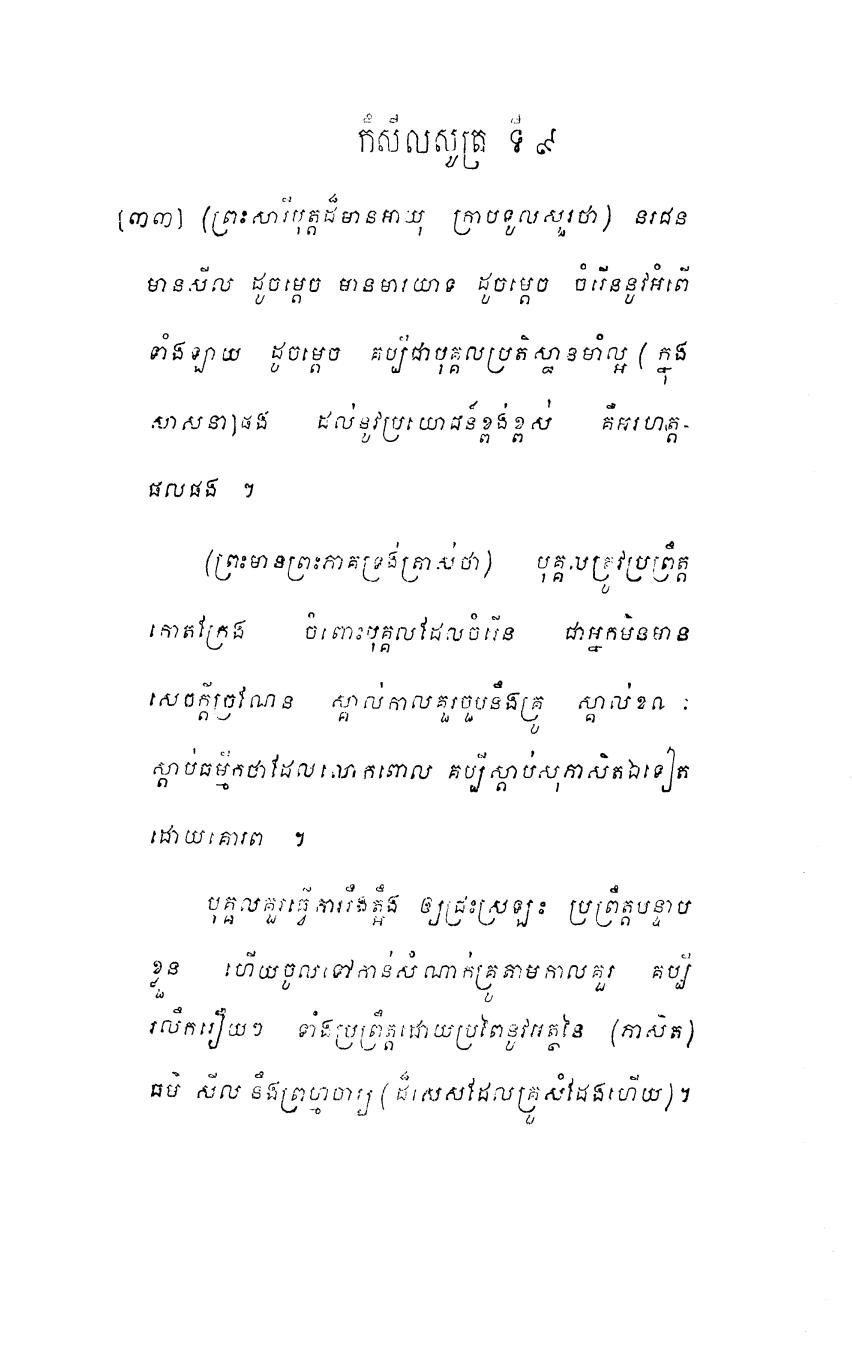 កឹសីលសូត្រ ទី ៩
[៣៣] (ព្រះសារីបុត្តដ៏មានអាយុ ក្រាបទូលសួរថា) នរជន
មានសីល ដូចម្តេច មានមារយាទ ដូចម្តេច ចំរើននូវអំពើ
ទាំងឡាយ ដូចម្តេច គប្បីជាបុគ្គលប្រតិស្ឋានមាំល្អ (ក្នុង
សាសនា)ផង ដល់នូវប្រយោជន៍ខ្ពង់ខ្ពស់ គឺអរហត្ត-
ផលផង ។
(ព្រះមានព្រះភាគទ្រង់ត្រាស់ថា) បុគ្គលត្រូវប្រព្រឹត្ត
កោតក្រែង ចំពោះបុគ្គលដែលចំរើន ជាអ្នកមិនមាន
សេចក្តីច្រណែន ស្គាល់កាលគួរចួបនឹងគ្រូ ស្គាល់ខណៈ
ស្តាប់ធម៌្មកថាដែលលោកពោល គប្បីស្តាប់សុភាសិតឯទៀត
ដោយគោរព ។
បុគ្គលគួរធ្វើការរឹងត្អឹង ឲ្យជ្រះស្រឡះ ប្រព្រឹត្តបន្ទាប
ខ្លួន ហើយចូលទៅកាន់សំណាក់គ្រូតាមកាលគួរ គប្បី
រលឹករឿយៗ ទាំងប្រព្រឹត្តដោយប្រពៃនូវអត្ថនៃ (ភាសិត)
ធម៌ សីល នឹងព្រហ្មចារ្យ (ដ៏សេសដែលគ្រូសំដែងហើយ)។